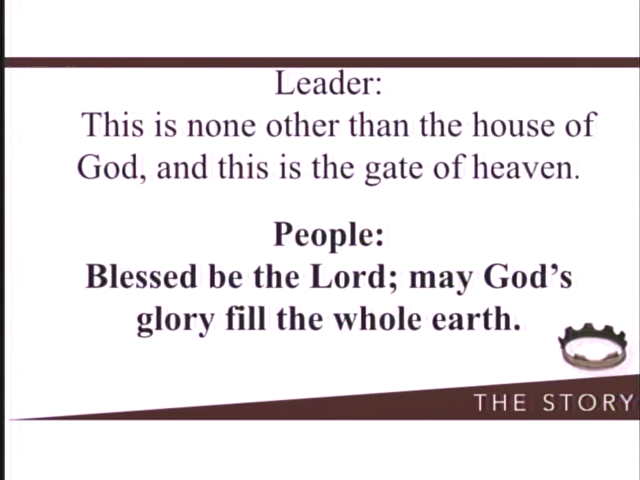 Leader:
This is none other than the house of
God, and this is the gate of heaven.
People:
Blessed be the Lord; may God’s
glory fill the whole earth.
THE STORY